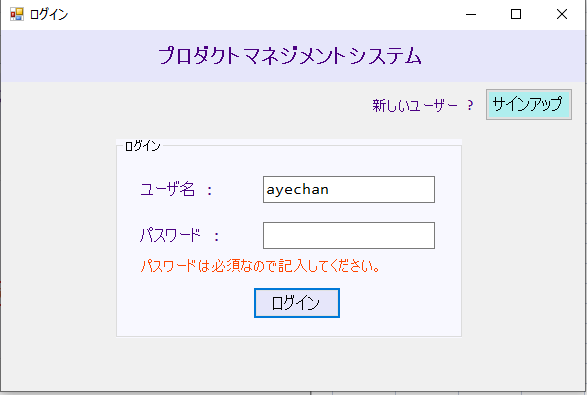 ログイン
プロダクトマネジメントシステム
新しいユーザー ? サインアップ
ログイン
ユーザ名 : ayechan
パスワード :
パスワードは必須なので記入してください。
ログイン